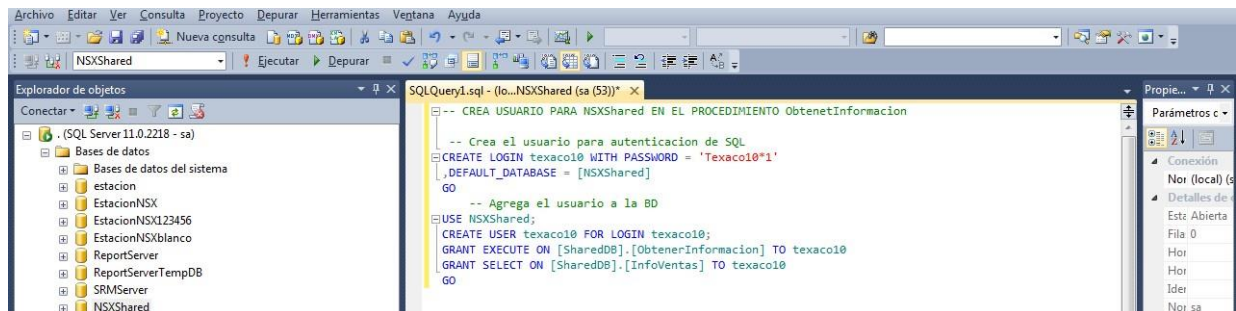 Archivo Editar Ver Consulta Proyecto Depurar Herramientas Ventana Ayuda
Nueva consulta
NSXShared Ejecutar Depurar
Explorador de objetos
Conectar
. (SQL Server 11.0.2218 - sa)
Bases de datos
Bases de datos del sistema
estacion
EstacionNSX
EstacionNSX123456
EstacionNSXblanco
ReportServer
ReportServerTempDB
SRMServer
NSXShared
SQLQuery1.sql - (lo...NSXShared (sa (53))*
-- CREA USUARIO PARA NSXShared EN EL PROCEDIMIENTO ObtenetInformacion
-- Crea el usuario para autenticacion de SQL
CREATE LOGIN texaco10 WITH PASSWORD = 'Texaco10*1'
,DEFAULT_DATABASE = [NSXShared]
GO
-- Agrega el usuario a la BD
USE NSXShared;
CREATE USER texaco10 FOR LOGIN texaco10;
GRANT EXECUTE ON [SharedDB].[ObtenerInformacion] TO texaco10
GRANT SELECT ON [SharedDB].[InfoVentas] TO texaco10
GO
Propie...
Parámetros c
Conexión
Nor (local) (s
Detalles de c
Esta Abierta
Fila 0
Hor
Hor
Ider
Nor sa